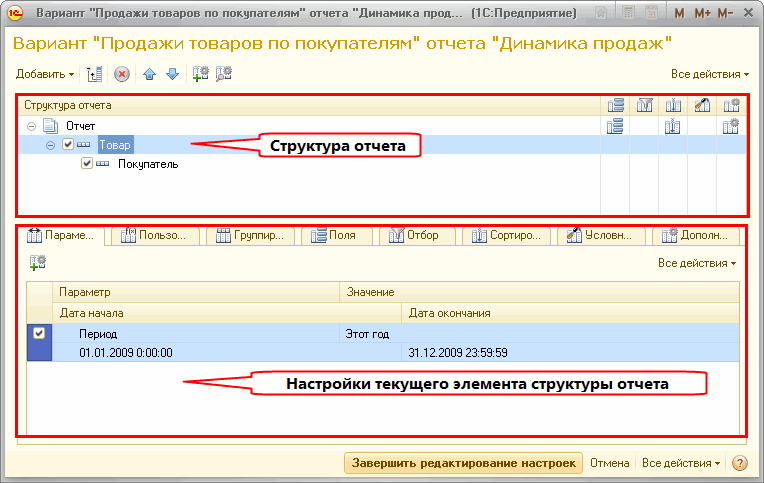 Вариант "Продажи товаров по покупателям" отчета "Динамика прод... (1С:Предприятие) M M+ M-
Вариант "Продажи товаров по покупателям" отчета "Динамика продаж"
Добавить Все действия
Структура отчета
Отчет
Товар
Структура отчета
Покупатель
Параме... Пользо... Группир... Поля Отбор Сортиро... Условн... Дополн...
Все действия
Параметр Значение
Дата начала Дата окончания
Период Этот год
01.01.2009 0:00:00 31.12.2009 23:59:59
Настройки текущего элемента структуры отчета
Завершить редактирование настроек Отмена Все действия ?